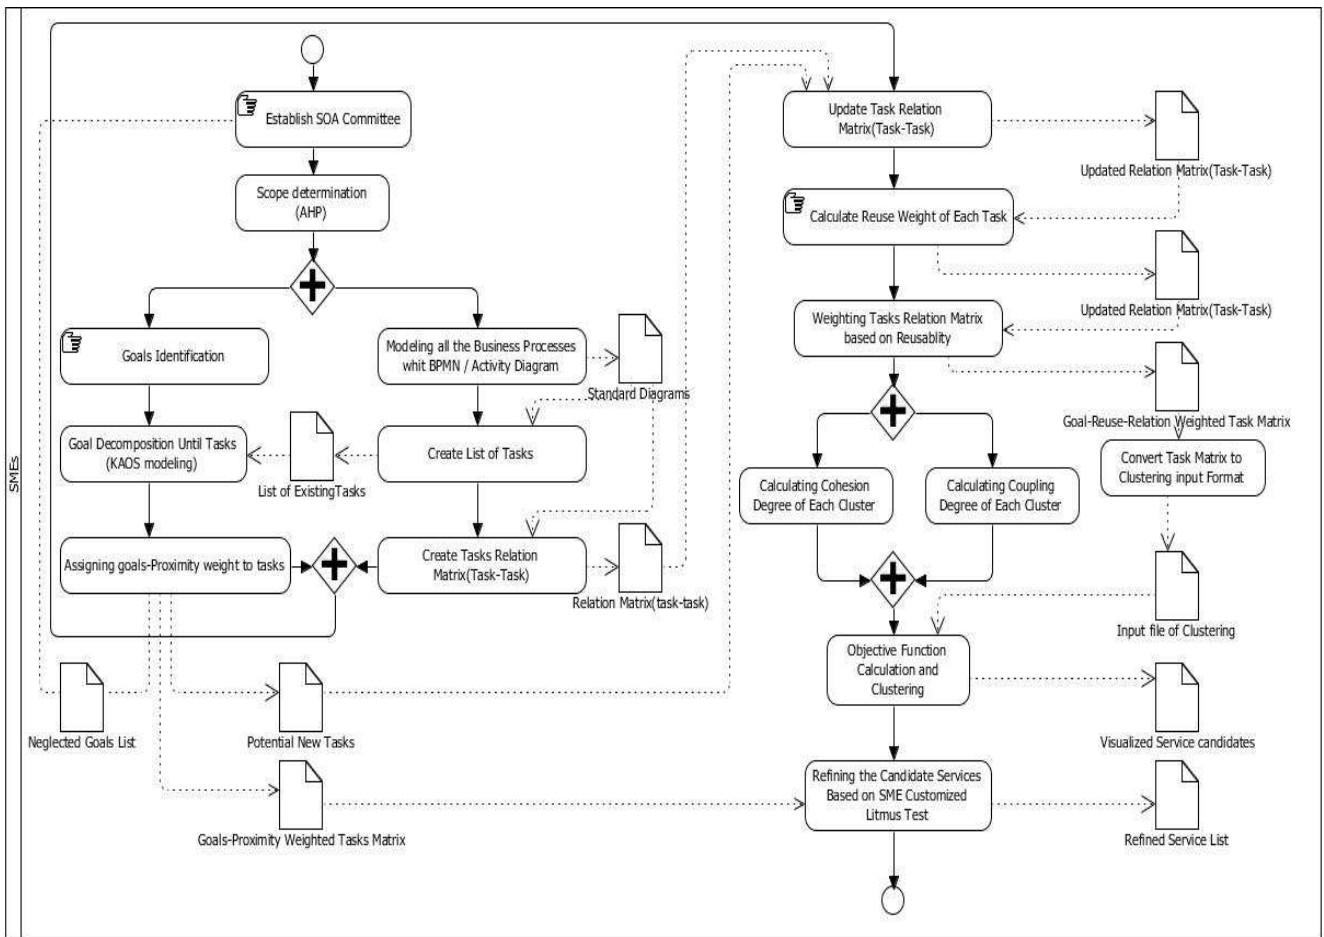 SMEs
Establish SOA Committee
Scope determination
(AHP)
Goals Identification
Modeling all the Business Processes
whit BPMN / Activity Diagram
Standard Diagrams
Goal Decomposition Until Tasks
(KAOS modeling)
List of ExistingTasks
Create List of Tasks
Assigning goals-Proximity weight to tasks
Create Tasks Relation
Matrix(Task-Task)
Relation Matrix(task-task)
Neglected Goals List
Potential New Tasks
Goals-Proximity Weighted Tasks Matrix
Update Task Relation
Matrix(Task-Task)
Updated Relation Matrix(Task-Task)
Calculate Reuse Weight of Each Task
Updated Relation Matrix(Task-Task)
Weighting Tasks Relation Matrix
based on Reusablity
Goal-Reuse-Relation Weighted Task Matrix
Convert Task Matrix to
Clustering input Format
Calculating Cohesion
Degree of Each Cluster
Calculating Coupling
Degree of Each Cluster
Input file of Clustering
Objective Function
Calculation and
Clustering
Visualized Service candidates
Refining the Candidate Services
Based on SME Customized
Litmus Test
Refined Service List